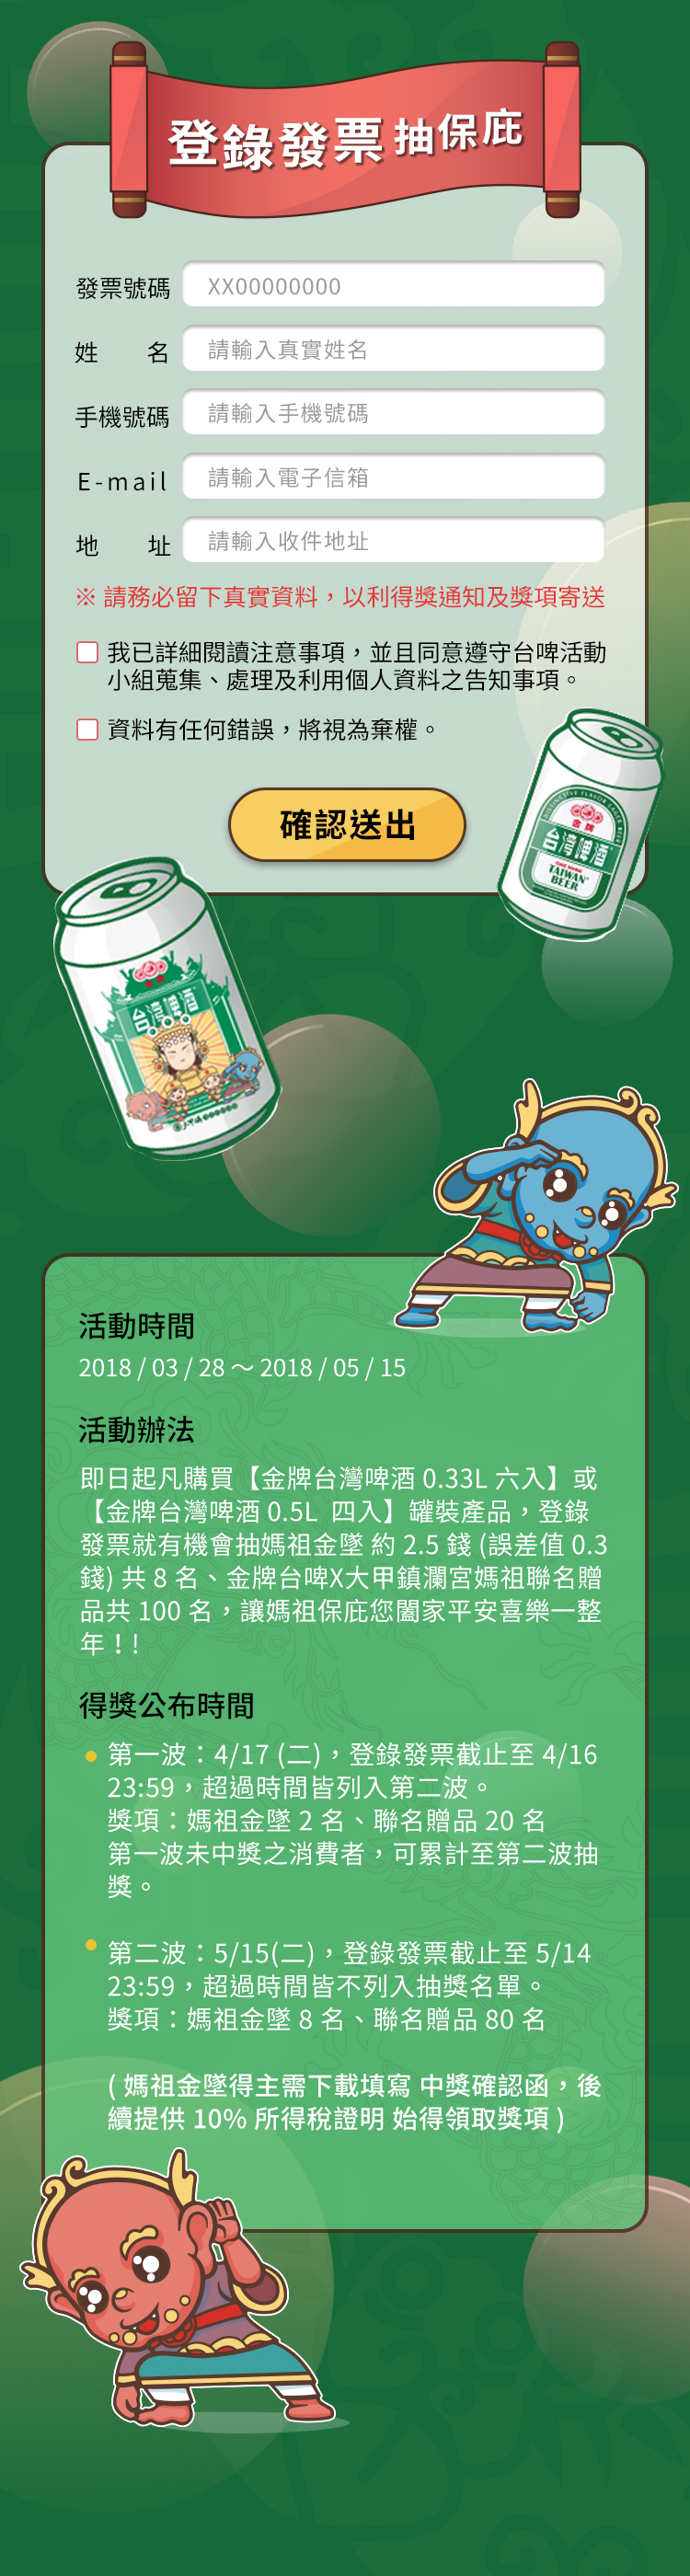 登錄發票抽保庇
發票號碼 XX00000000
姓 名 請輸入真實姓名
手機號碼 請輸入手機號碼
E-mail 請輸入電子信箱
地 址 請輸入收件地址
※ 請務必留下真實資料，以利得獎通知及獎項寄送
我已詳細閱讀注意事項，並且同意遵守台啤活動
小組蒐集、處理及利用個人資料之告知事項。
資料有任何錯誤，將視為棄權。
確認送出
DISTINCTIVE FLAVOR LAGER BEER
金牌
台灣啤酒
GOLD MEDAL
TAIWAN
BEER
金牌
台灣啤酒
活動時間
2018 / 03 / 28 ～ 2018 / 05 / 15
活動辦法
即日起凡購買【金牌台灣啤酒 0.33L 六入】或
【金牌台灣啤酒 0.5L 四入】罐裝產品，登錄
發票就有機會抽媽祖金墜 約 2.5 錢 (誤差值 0.3
錢) 共 8 名、金牌台啤X大甲鎮瀾宮媽祖聯名贈
品共 100 名，讓媽祖保庇您闔家平安喜樂一整
年！!
得獎公布時間
第一波：4/17 (二)，登錄發票截止至 4/16
23:59，超過時間皆列入第二波。
獎項：媽祖金墜 2 名、聯名贈品 20 名
第一波未中獎之消費者，可累計至第二波抽
獎。
第二波：5/15(二)，登錄發票截止至 5/14
23:59，超過時間皆不列入抽獎名單。
獎項：媽祖金墜 8 名、聯名贈品 80 名
( 媽祖金墜得主需下載填寫 中獎確認函，後
續提供 10% 所得稅證明 始得領取獎項 )